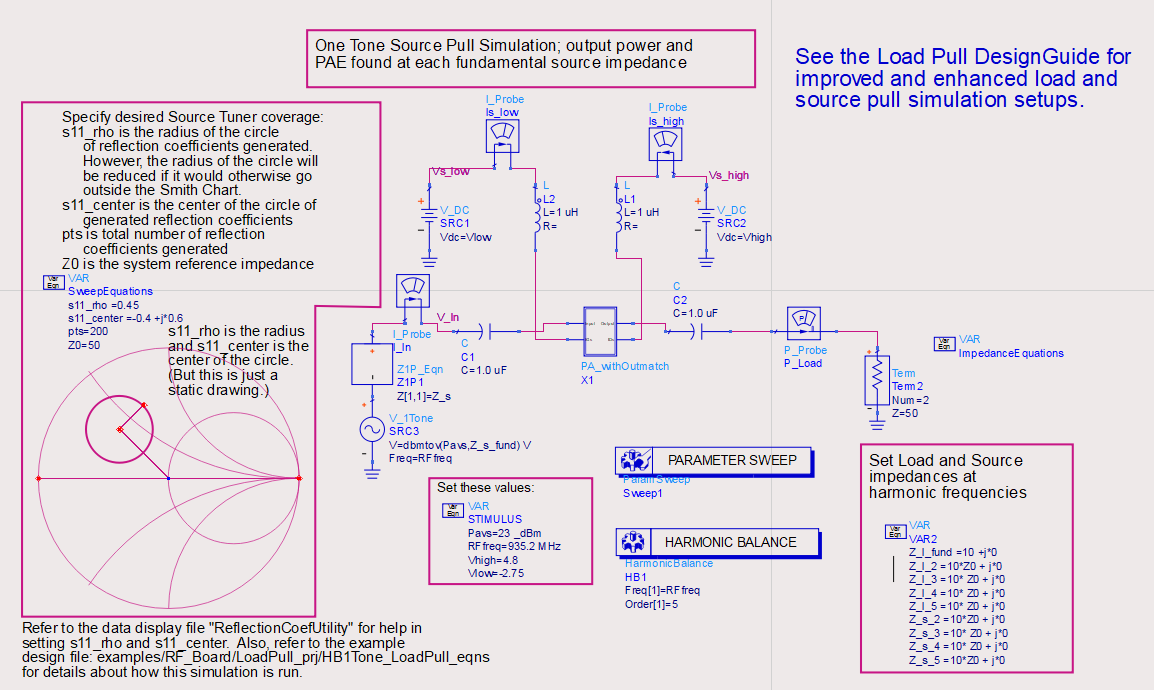 One Tone Source Pull Simulation; output power and
PAE found at each fundamental source impedance
See the Load Pull DesignGuide for
improved and enhanced load and
source pull simulation setups.
Specify desired Source Tuner coverage:
s11_rho is the radius of the circle
of reflection coefficients generated.
However, the radius of the circle will
be reduced if it would otherwise go
outside the Smith Chart.
s11_center is the center of the circle of
generated reflection coefficients
pts is total number of reflection
coefficients generated
Z0 is the system reference impedance
Var
Eqn
VAR
SweepEquations
s11_rho =0.45
s11_center =-0.4 +j*0.6
pts=200
Z0=50
s11_rho is the radius
and s11_center is the
center of the circle.
(But this is just a
static drawing.)
I_Probe
Is_low
I_Probe
Is_high
Vs_low
Vs_high
V_DC
SRC1
Vdc=Vlow
L
L2
L=1 uH
R=
L
L1
L=1 uH
R=
V_DC
SRC2
Vdc=Vhigh
I_Probe
I_In
V_In
C
C1
C=1.0 uF
Z1P_Eqn
Z1P1
Z[1,1]=Z_s
V_1Tone
SRC3
V=dbmtov(Pavs,Z_s_fund) V
Freq=RFfreq
PA_withOutmatch
X1
C
C2
C=1.0 uF
P
P_Probe
P_Load
Term
Term2
Num=2
Z=50
Var
Eqn
VAR
ImpedanceEquations
Set these values:
Var
Eqn
VAR
STIMULUS
Pavs=23 _dBm
RFfreq=935.2 MHz
Vhigh=4.8
Vlow=-2.75
PARAMETER SWEEP
ParamSweep
Sweep1
HARMONIC BALANCE
HarmonicBalance
HB1
Freq[1]=RFfreq
Order[1]=5
Set Load and Source
impedances at
harmonic frequencies
Var
Eqn
VAR
VAR2
Z_l_fund =10 +j*0
Z_l_2 =10*Z0 + j*0
Z_l_3 =10* Z0 + j*0
Z_l_4 =10* Z0 + j*0
Z_l_5 =10* Z0 + j*0
Z_s_2 =10*Z0 + j*0
Z_s_3 =10* Z0 + j*0
Z_s_4 =10* Z0 + j*0
Z_s_5 =10*Z0 + j*0
Refer to the data display file "ReflectionCoefUtility" for help in
setting s11_rho and s11_center.  Also, refer to the example
design file: examples/RF_Board/LoadPull_prj/HB1Tone_LoadPull_eqns
for details about how this simulation is run.